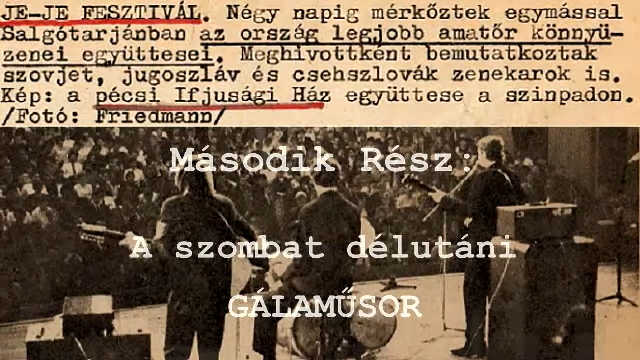 JE-JE FESZTIVÁL. Négy napig mérkőztek egymással
Salgótarjánban az ország legjobb amatőr könnyü-
zenei együttesei. Meghivottként bemutatkoztak
szovjet, jugoszláv és csehszlovák zenekarok is.
Kép: a pécsi Ifjusági Ház együttese a szinpadon.
/Fotó: Friedmann/
Második Rész:
A szombat délutáni
GÁLAMŰSOR